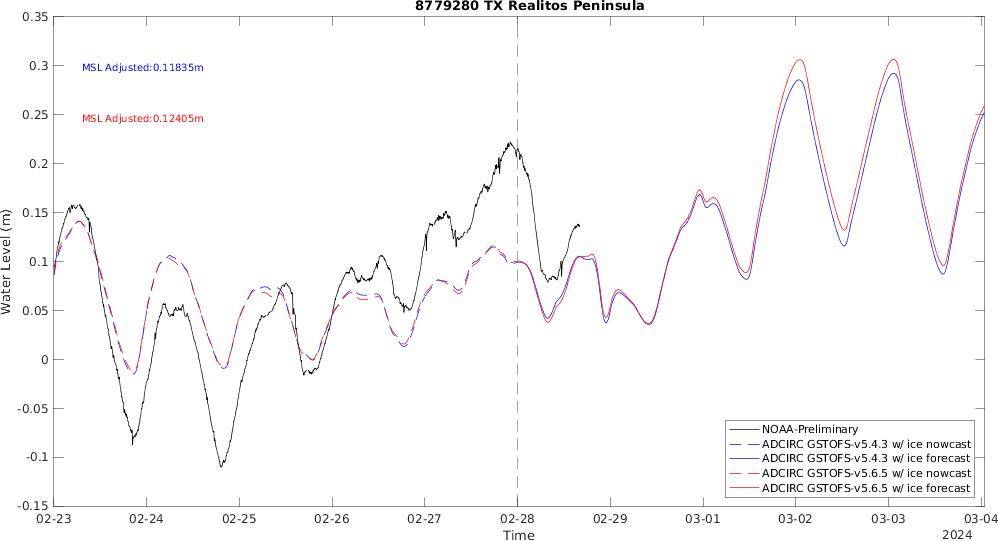 8779280 TX Realitos Peninsula
0.35
0.3
0.25
0.2
0.15
0.1
0.05
0
-0.05
-0.1
-0.15
Water Level (m)
MSL Adjusted:0.11835m
MSL Adjusted:0.12405m
NOAA-Preliminary
ADCIRC GSTOFS-v5.4.3 w/ ice nowcast
ADCIRC GSTOFS-v5.4.3 w/ ice forecast
ADCIRC GSTOFS-v5.6.5 w/ ice nowcast
ADCIRC GSTOFS-v5.6.5 w/ ice forecast
02-23 02-24 02-25 02-26 02-27 02-28 02-29 03-01 03-02 03-03 03-04
Time
2024